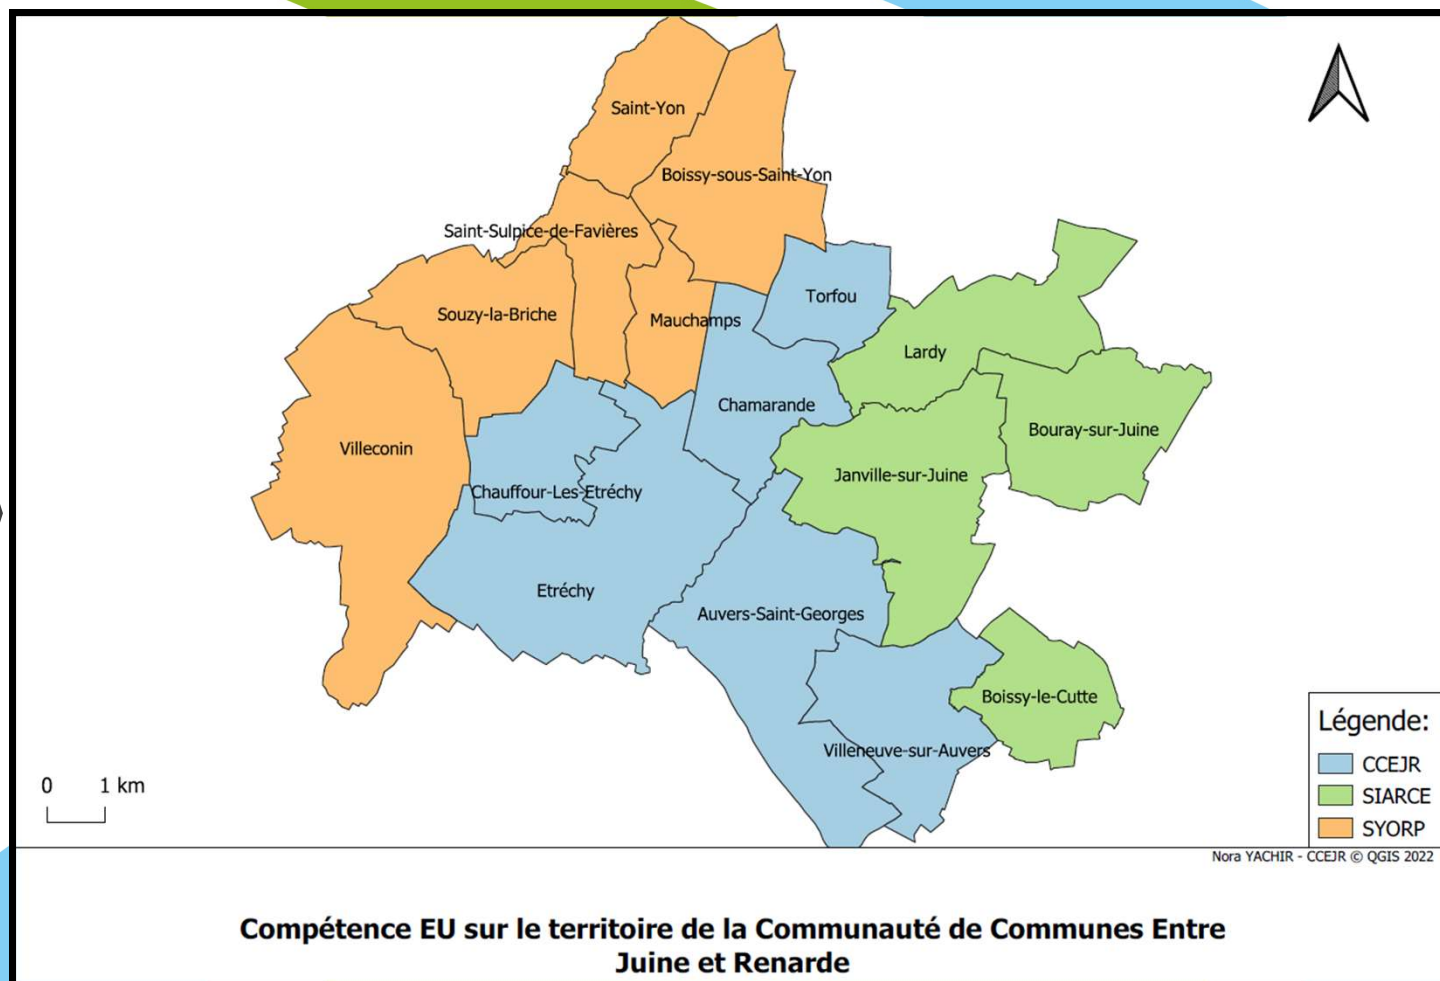 Saint-Yon
Boissy-sous-Saint-Yon
Saint-Sulpice-de-Favières
Torfou
Souzy-la-Briche
Mauchamps
Lardy
Chamarande
Bouray-sur-Juine
Villeconin
Janville-sur-Juine
Chauffour-Les-Etréchy
Etréchy
Auvers-Saint-Georges
Boissy-le-Cutte
Villeneuve-sur-Auvers
Légende:
CCEJR
SIARCE
SYORP
0 1 km
Nora YACHIR - CCEJR © QGIS 2022
Compétence EU sur le territoire de la Communauté de Communes Entre
Juine et Renarde